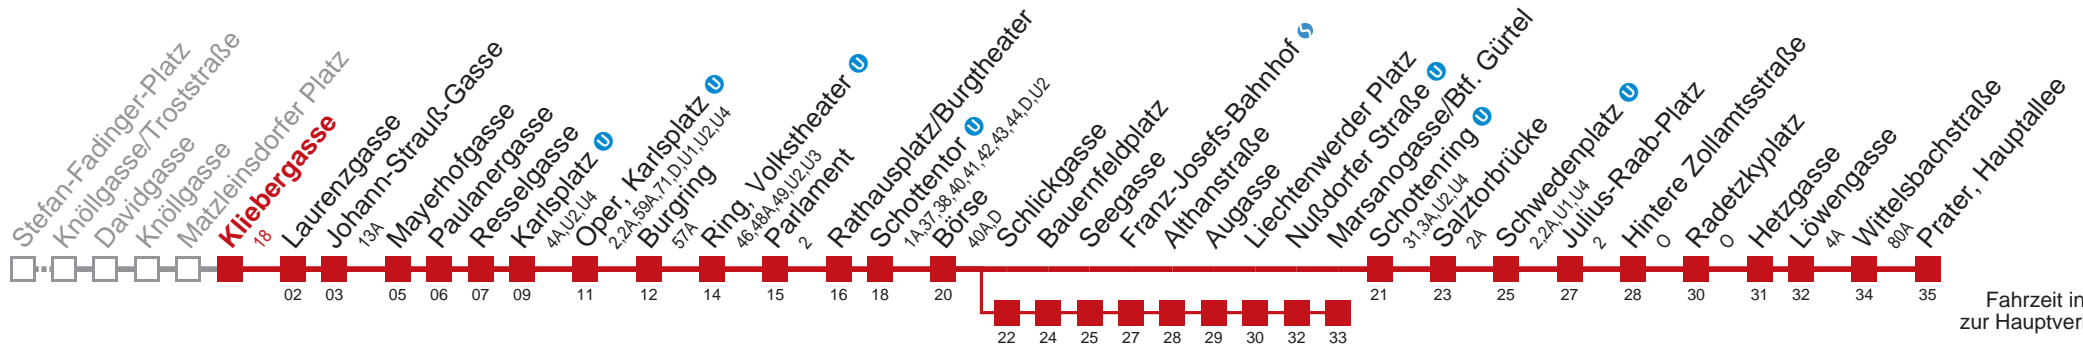 Stefan-Fadinger-Platz
Knöllgasse/Troststraße
Davidgasse
Knöllgasse
Matzleinsdorfer Platz
Kliebergasse
18
Laurenzgasse
Johann-Strauß-Gasse
13A
Mayerhofgasse
Paulanergasse
Resselgasse
Karlsplatz U
4A,U2,U4
Oper, Karlsplatz U
2,2A,59A,71,D,U1,U2,U4
Burgring
57A
Ring, Volkstheater U
46,48A,49,U2,U3
Parlament
2
Rathausplatz/Burgtheater
Schottentor U
1A,37,38,40,41,42,43,44,D,U2
Börse
40A,D
Schlickgasse
Bauernfeldplatz
Seegasse
Franz-Josefs-Bahnhof S
Althanstraße
Augasse
Liechtenwerder Platz
Nußdorfer Straße U
Marsanogasse/Btf. Gürtel
Schottenring U
31,3A,U2,U4
Salztorbrücke
2A
Schwedenplatz U
2,2A,U1,U4
Julius-Raab-Platz
2
Hintere Zollamtsstraße
O
Radetzkyplatz
O
Hetzgasse
Löwengasse
4A
Wittelsbachstraße
80A
Prater, Hauptallee
02 03 05 06 07 09 11 12 14 15 16 18 20 21 23 25 27 28 30 31 32 34 35
22 24 25 27 28 29 30 32 33
Fahrzeit in
zur Hauptver